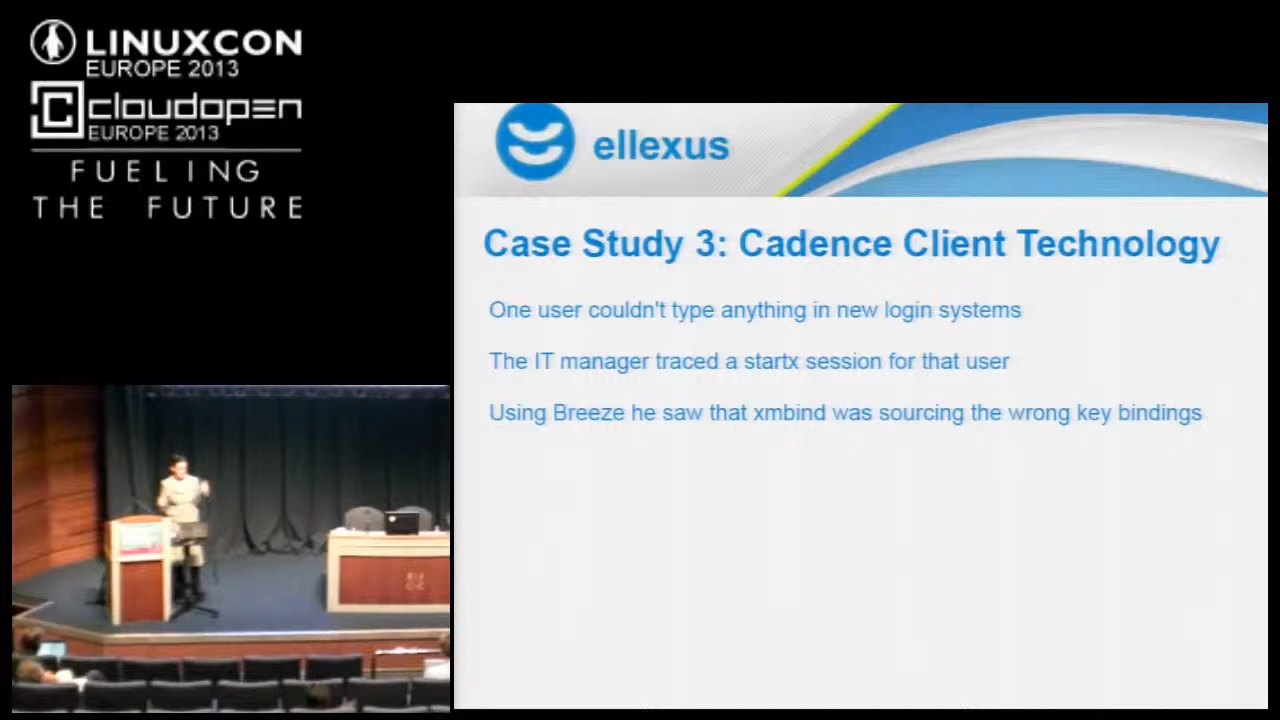 LINUXCON
EUROPE 2013
cloudopen
EUROPE 2013
FUELING
THE FUTURE
ellexus
Case Study 3: Cadence Client Technology
One user couldn't type anything in new login systems
The IT manager traced a startx session for that user
Using Breeze he saw that xmbind was sourcing the wrong key bindings